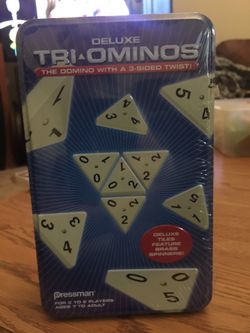 DELUXE
TRI-OMINOS
THE DOMINO WITH A 3-SIDED TWIST!
DELUXE
TILES
FEATURE
BRASS
SPINNERS!
Pressman
FOR 2 TO 6 PLAYERS
AGES 7 TO ADULT